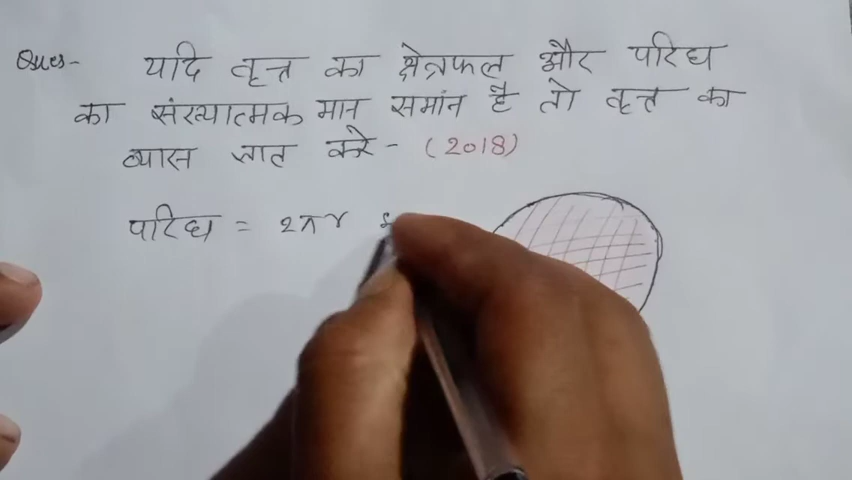 Ques- यदि वृत्त का क्षेत्रफल और परिधि
का संख्यात्मक मान समांन है तो वृत्त का
व्यास ज्ञात करे- (2018)
परिधि = 2πr